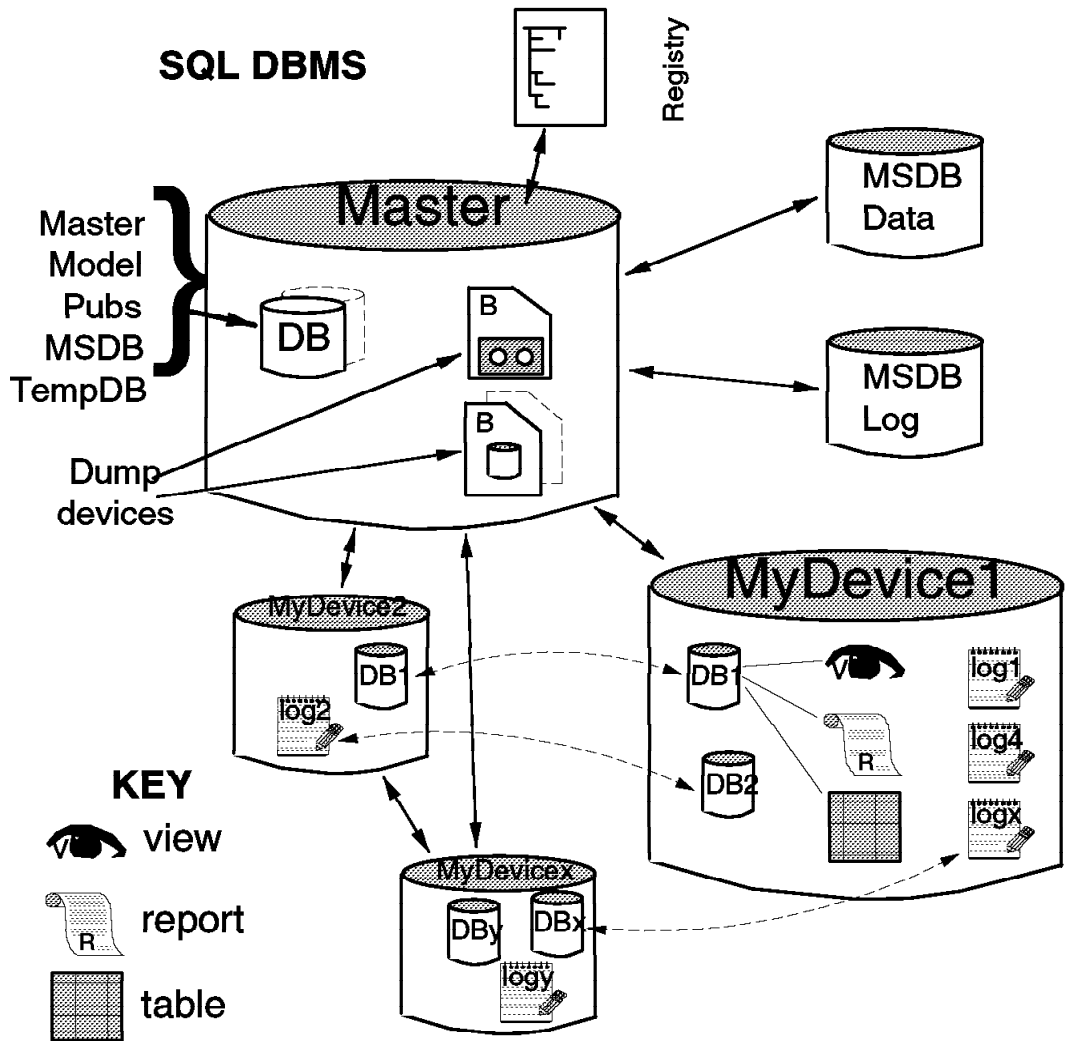 SQL DBMS
Registry
Master
MSDB
Data
Master
Model
Pubs
MSDB
TempDB
DB
B
B
MSDB
Log
Dump
devices
MyDevice2
DB1
log2
MyDevice1
DB1
V
log1
R
log4
DB2
logx
KEY
V view
R report
table
MyDevicex
DBy
DBx
logy